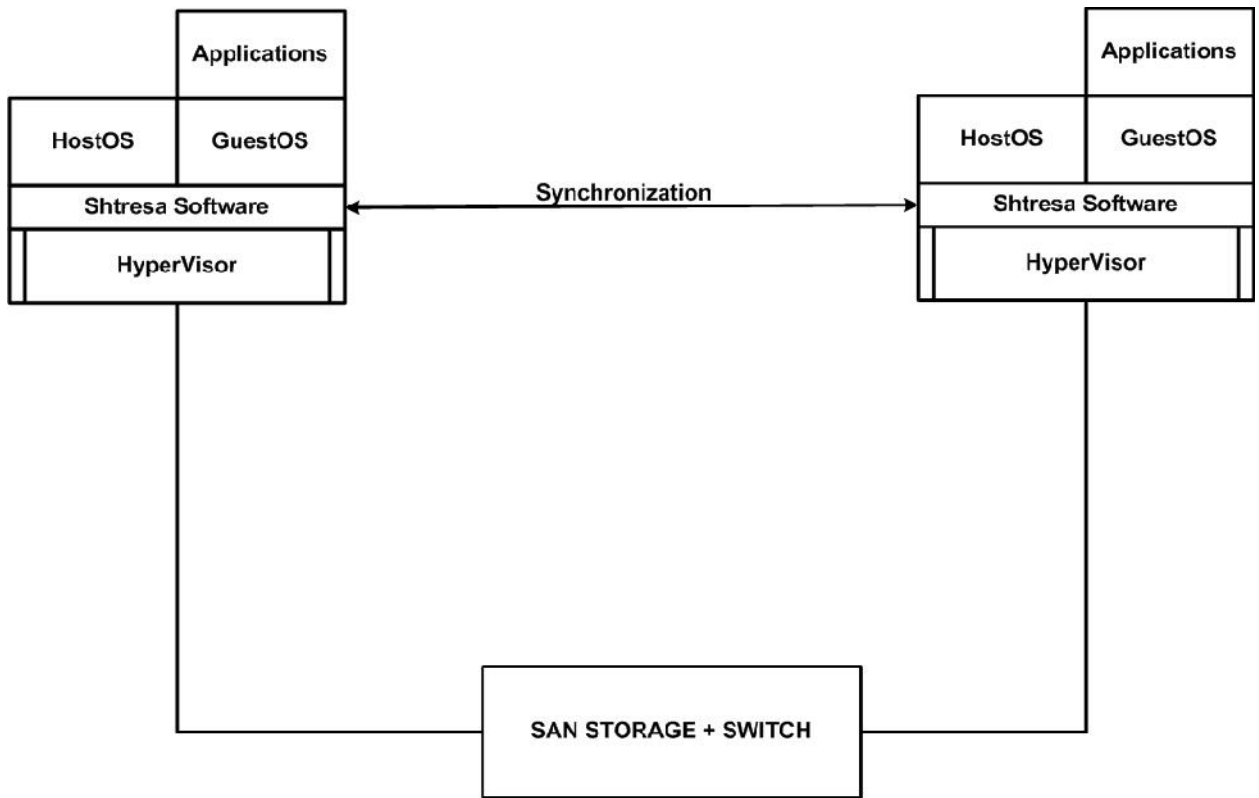 Applications
HostOS
GuestOS
Shtresa Software
HyperVisor
Synchronization
Applications
HostOS
GuestOS
Shtresa Software
HyperVisor
SAN STORAGE + SWITCH